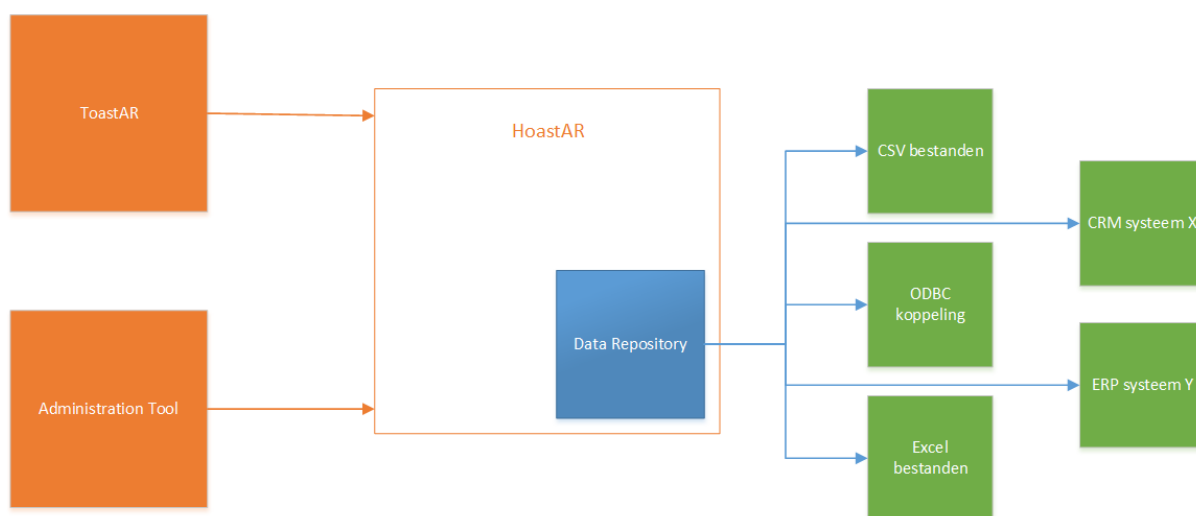 ToastAR
HoastAR
CSV bestanden
CRM systeem X
ODBC
koppeling
Data Repository
ERP systeem Y
Administration Tool
Excel
bestanden